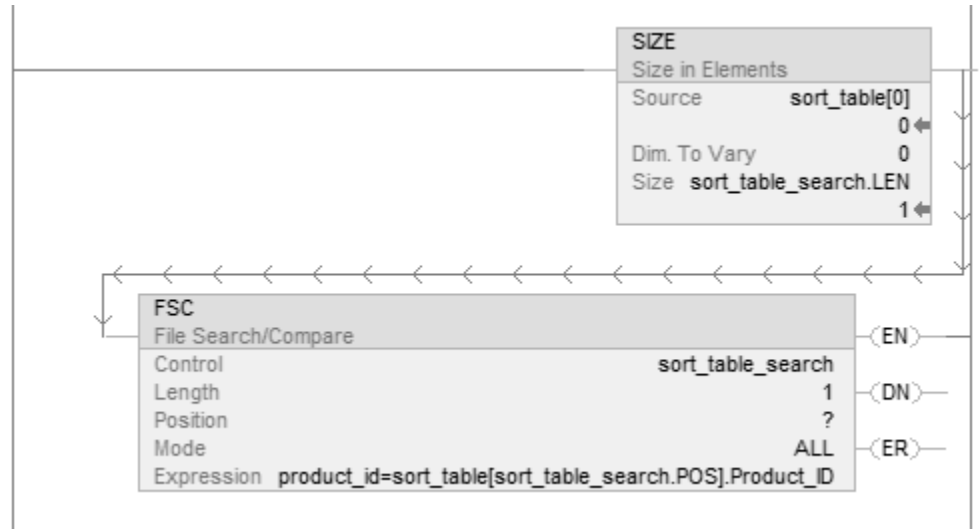 SIZE
Size in Elements
Source sort_table[0]
0
Dim. To Vary 0
Size sort_table_search.LEN
1
FSC
File Search/Compare
EN
Control sort_table_search
Length 1
DN
Position ?
Mode ALL
ER
Expression product_id=sort_table[sort_table_search.POS].Product_ID